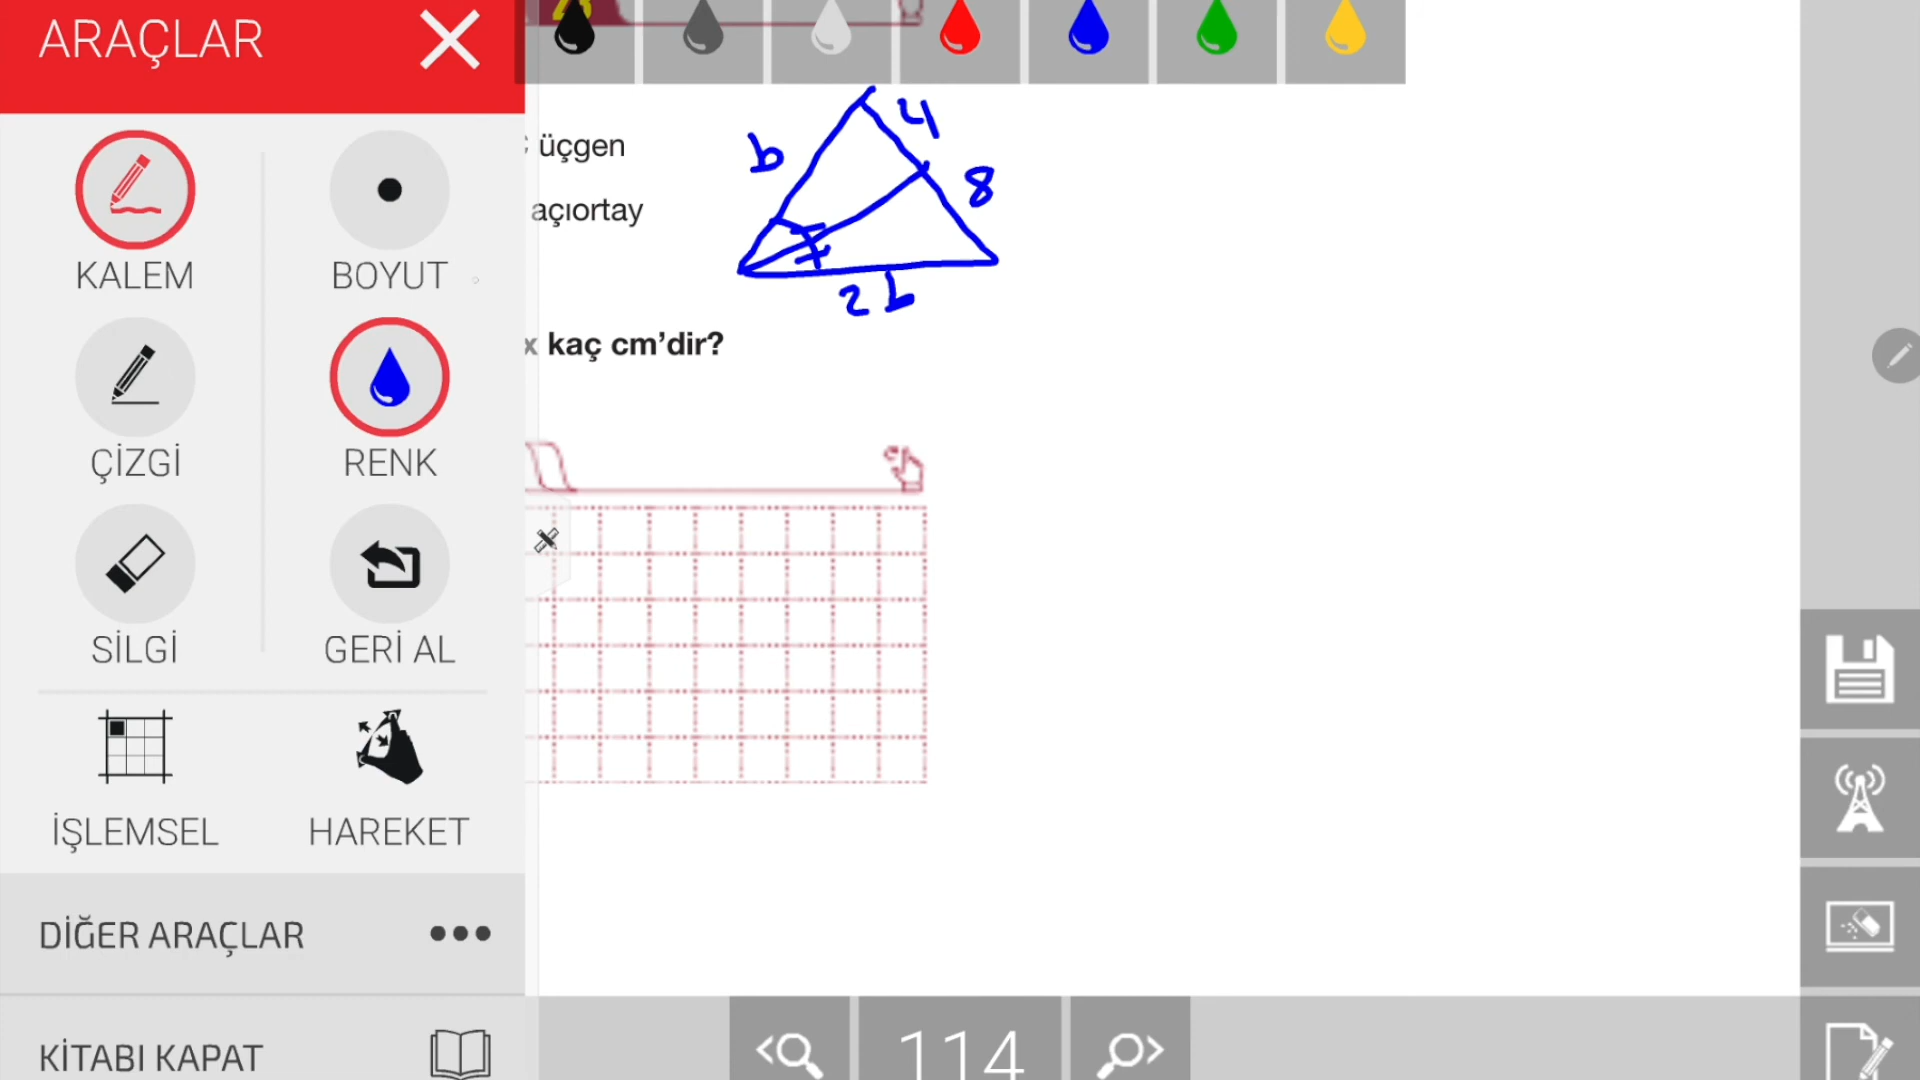 ARAÇLAR
KALEM
BOYUT
ÇİZGİ
RENK
SİLGİ
GERİ AL
İŞLEMSEL
HAREKET
DİĞER ARAÇLAR
KİTABI KAPAT
üçgen
açıortay
x kaç cm’dir?
b
4
8
2b
114